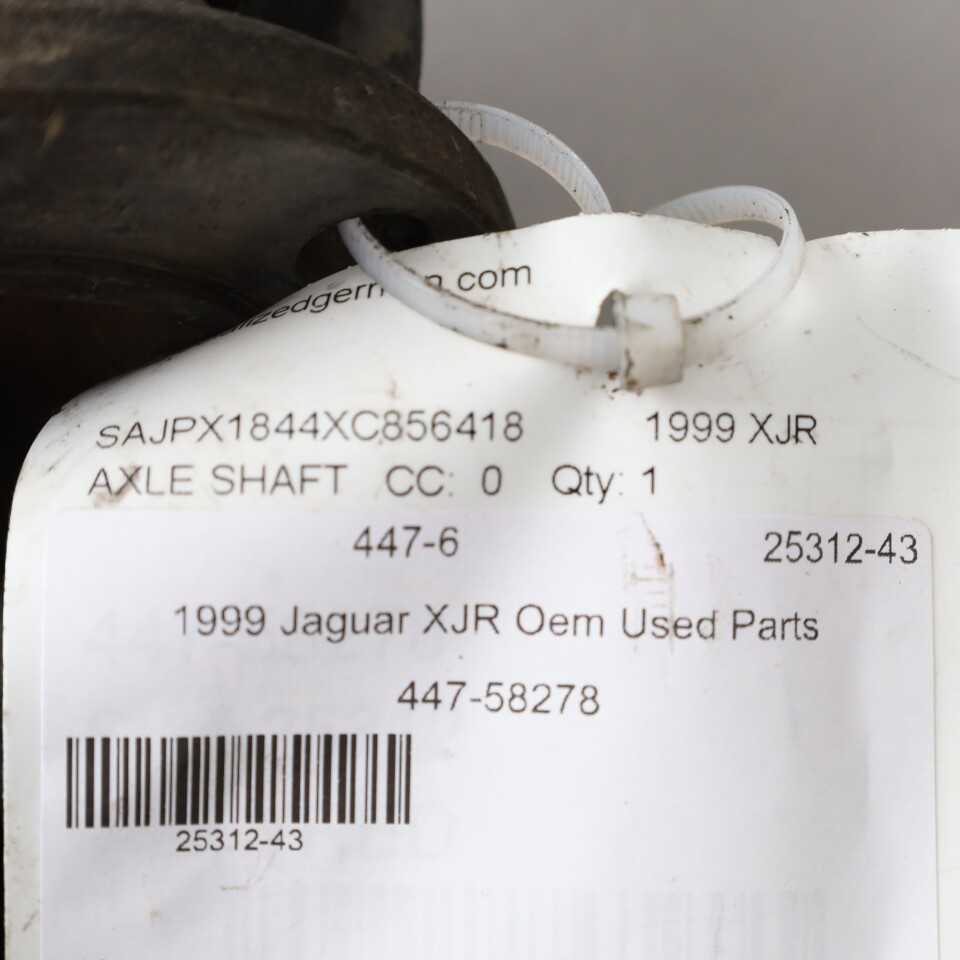 com
SAJPX1844XC856418 1999 XJR
AXLE SHAFT CC: 0 Qty: 1
447-6 25312-43
1999 Jaguar XJR Oem Used Parts
447-58278
25312-43